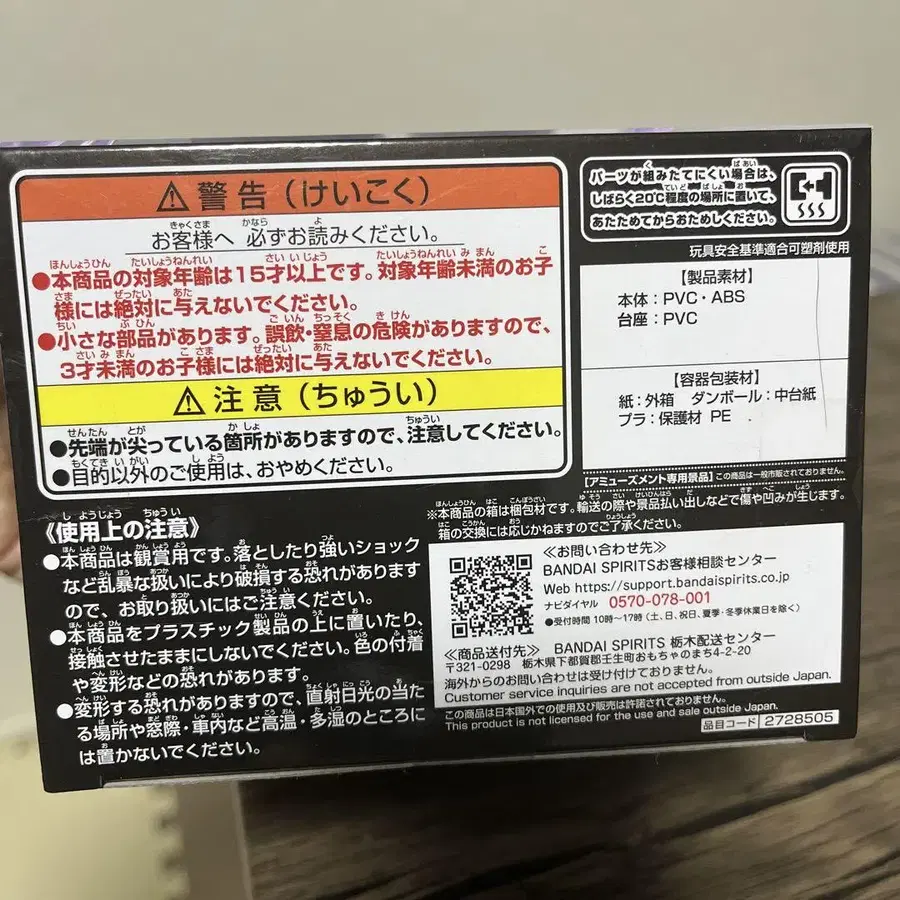 ⚠警告(けいこく)
お客様へ 必ずお読みください。
●本商品の対象年齢は15才以上です。対象年齢未満のお子
様には絶対に与えないでください。
●小さな部品があります。誤飲・窒息の危険がありますので、
3才未満のお子様には絶対に与えないでください。
⚠注意(ちゅうい)
●先端が尖っている箇所がありますので、注意してください。
●目的以外のご使用は、おやめください。
《使用上の注意》
●本商品は観賞用です。落としたり強いショック
など乱暴な扱いにより破損する恐れがあります
ので、お取り扱いにはご注意ください。
●本商品をプラスチック製品の上に置いたり、
接触させたままにしないでください。色の付着
や変形などの恐れがあります。
●変形する恐れがありますので、直射日光の当た
る場所や窓際・車内など高温・多湿のところに
は置かないでください。
パーツが組みたてにくい場合は、
しばらく20℃程度の場所に置いて、
あたためてからおためしください。
玩具安全基準適合可塑剤使用
【製品素材】
本体:PVC・ABS
台座:PVC
【容器包装材】
紙:外箱 ダンボール:中台紙
プラ:保護材 PE
【アミューズメント専用景品】この商品は一般市販されておりません。
※本商品の箱は梱包材です。輸送の際や景品払い出しなどで傷や凹みが生じます。
箱の交換には応じかねますのでご了承ください。
≪お問い合わせ先≫
BANDAI SPIRITSお客様相談センター
Web https://support.bandaispirits.co.jp
ナビダイヤル 0570-078-001
●受付時間 10時〜17時(土、日、祝日、夏季・冬季休業日を除く)
≪商品送付先≫ BANDAI SPIRITS 栃木配送センター
〒321-0298 栃木県下都賀郡壬生町おもちゃのまち4-2-20
海外からのお問い合わせは受け付けておりません。
Customer service inquiries are not accepted from outside Japan.
この商品は日本国外での使用及び販売は許諾されておりません。
This product is not licensed for the use and sale outside Japan.
品目コード 2728505